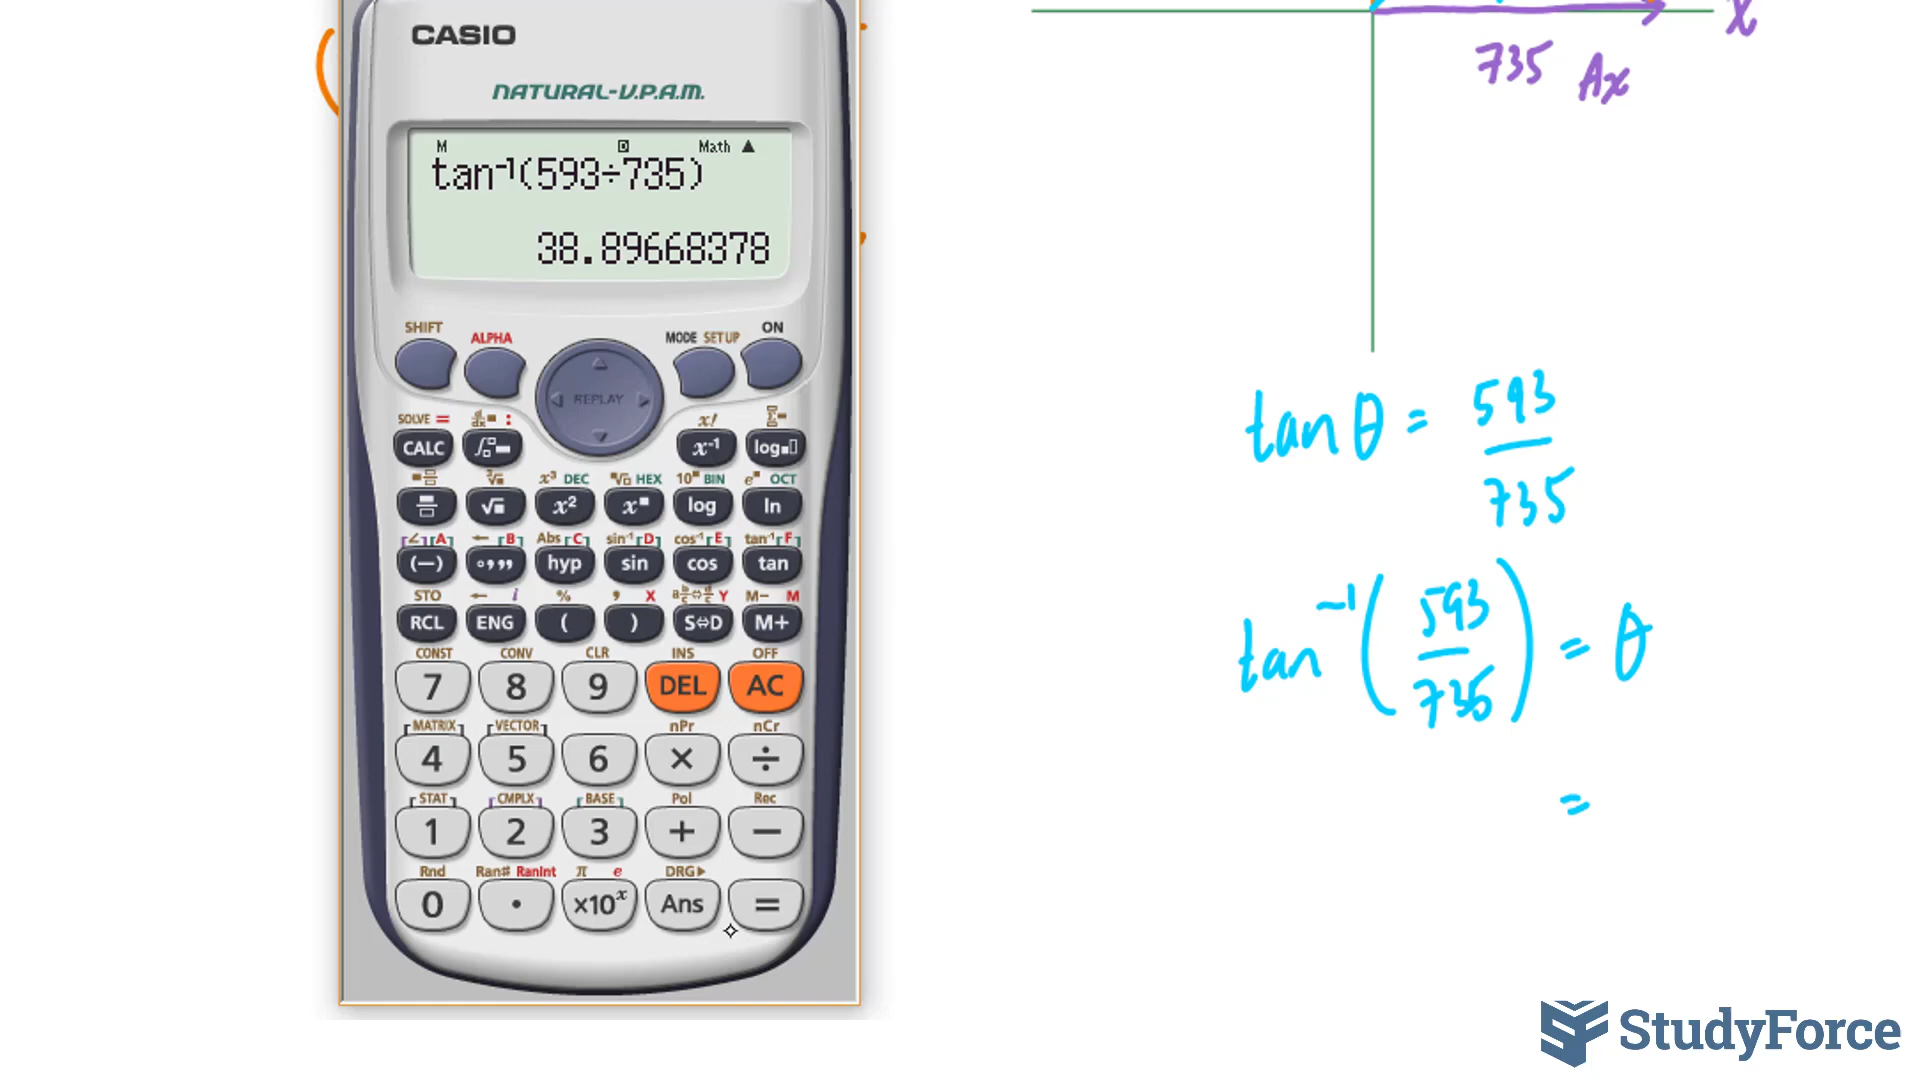 CASIO
NATURAL-V.P.A.M.
M D Math ▲
tan⁻¹(593÷735)
38.89668378
SHIFT ALPHA MODE SETUP ON
REPLAY
SOLVE = d/dx : x! Σ
CALC x⁻¹ log
x³ DEC HEX 10 BIN e OCT
√ x² x log ln
∠ A ← B Abs C sin⁻¹ D cos⁻¹ E tan⁻¹ F
(−) hyp sin cos tan
STO ← i % , X Y M− M
RCL ENG ( ) S⇔D M+
CONST CONV CLR INS OFF
7 8 9 DEL AC
MATRIX VECTOR nPr nCr
4 5 6 × ÷
STAT CMPLX BASE Pol Rec
1 2 3 + −
Rnd Ran# RanInt π e DRG▶
0 · ×10ˣ Ans =
x
735 Ax
tan θ = 593/735
tan⁻¹(593/735) = θ
=
StudyForce